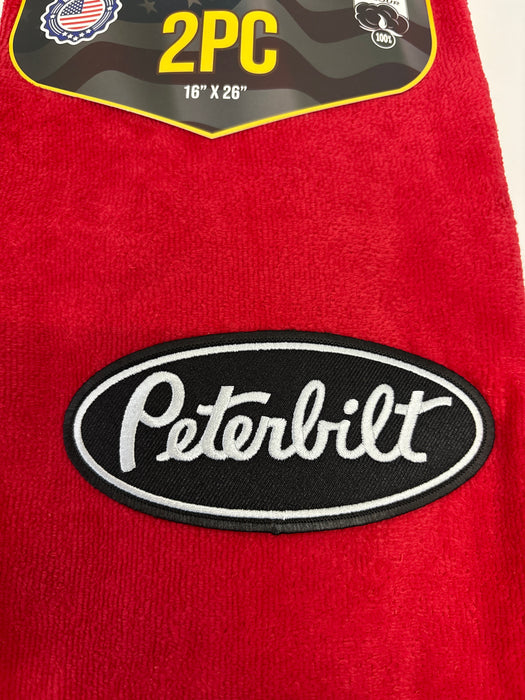 2PC
16" X 26"
100%
Peterbilt